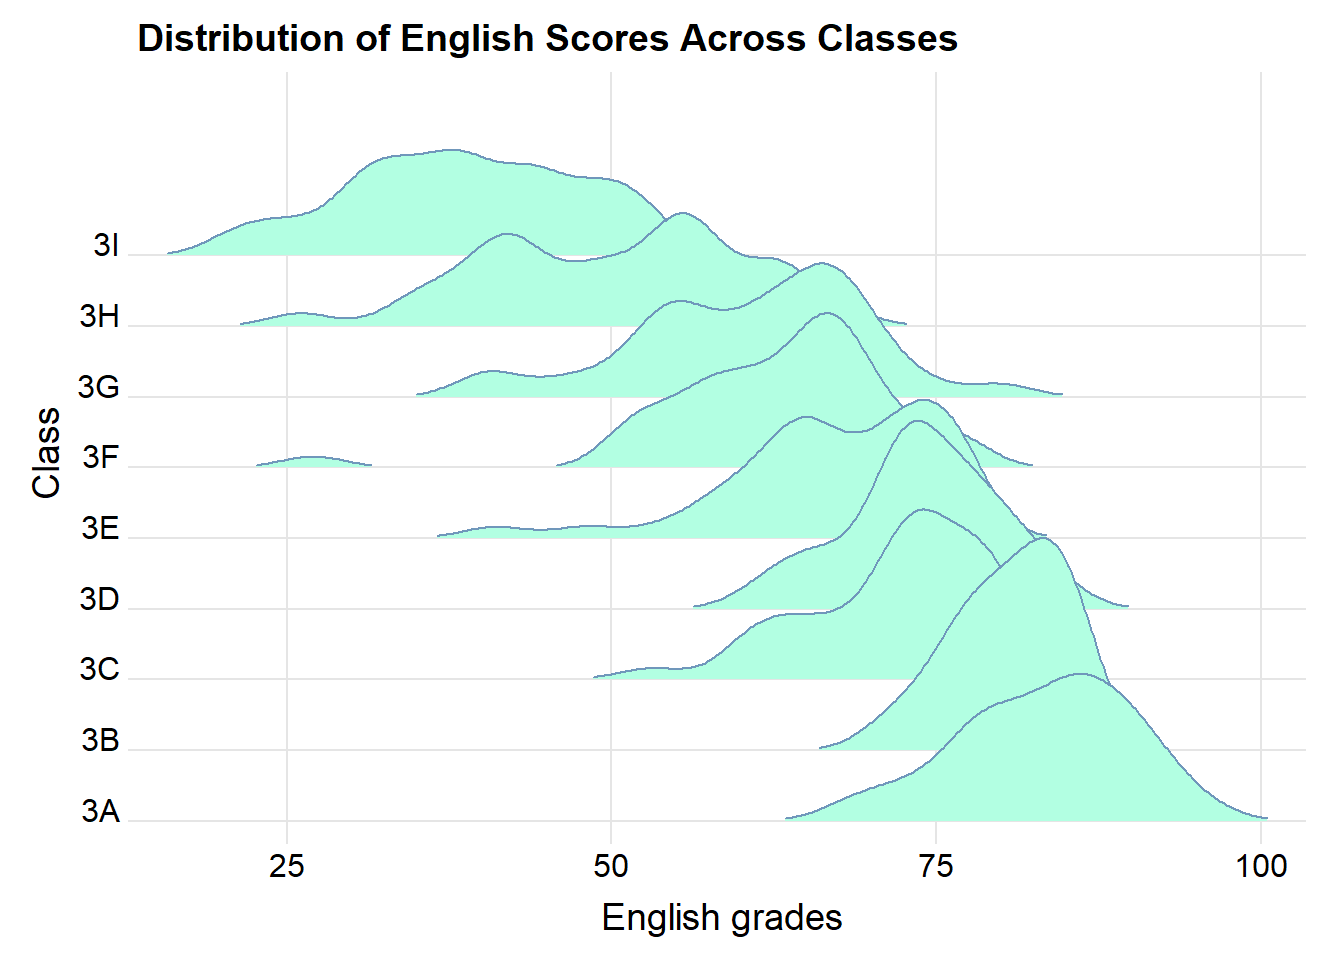 Distribution of English Scores Across Classes
3I
3H
3G
3F
3E
3D
3C
3B
3A
Class
25 50 75 100
English grades